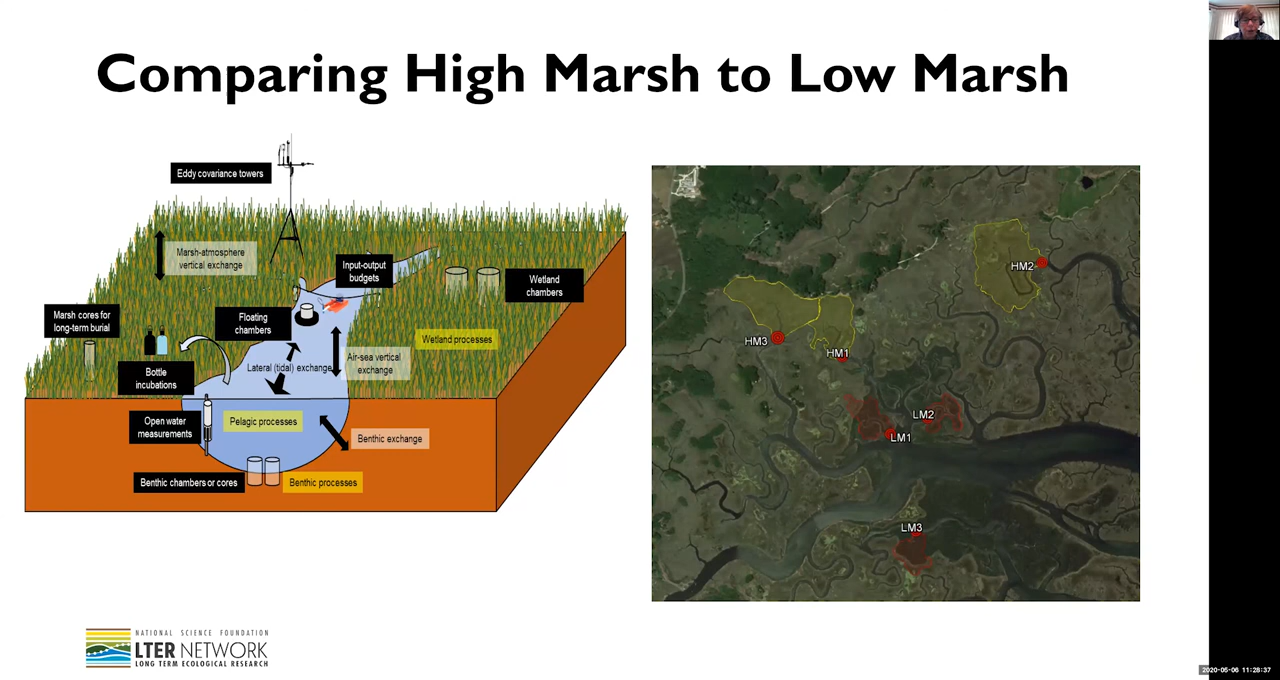 Comparing High Marsh to Low Marsh
Eddy covariance towers
Marsh-atmosphere
vertical exchange
Input-output
budgets
Wetland
chambers
Marsh cores for
long-term burial
Floating
chambers
Wetland processes
Bottle
incubations
Lateral (tidal) exchange
Air-sea vertical
exchange
Open water
measurements
Pelagic processes
Benthic exchange
Benthic chambers or cores
Benthic processes
HM2
HM3
HM1
LM2
LM1
LM3
NATIONAL SCIENCE FOUNDATION
LTER NETWORK
LONG TERM ECOLOGICAL RESEARCH
2020-05-06 11:28:37